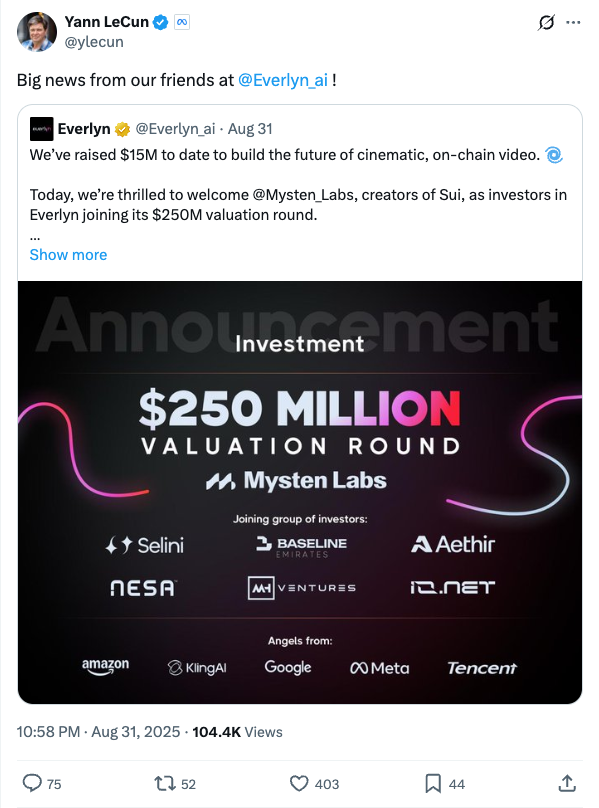 Yann LeCun
@ylecun
Big news from our friends at @Everlyn_ai !
everlyn
Everlyn @Everlyn_ai · Aug 31
We’ve raised $15M to date to build the future of cinematic, on-chain video.
Today, we’re thrilled to welcome @Mysten_Labs, creators of Sui, as investors in
Everlyn joining its $250M valuation round.
...
Show more
Announcement
Investment
$250 MILLION
VALUATION ROUND
Mysten Labs
Joining group of investors:
Selini
BASELINE
EMIRATES
Aethir
NESA
MH VENTURES
IO.NET
Angels from:
amazon
KlingAI
Google
Meta
Tencent
10:58 PM · Aug 31, 2025 · 104.4K Views
75
52
403
44